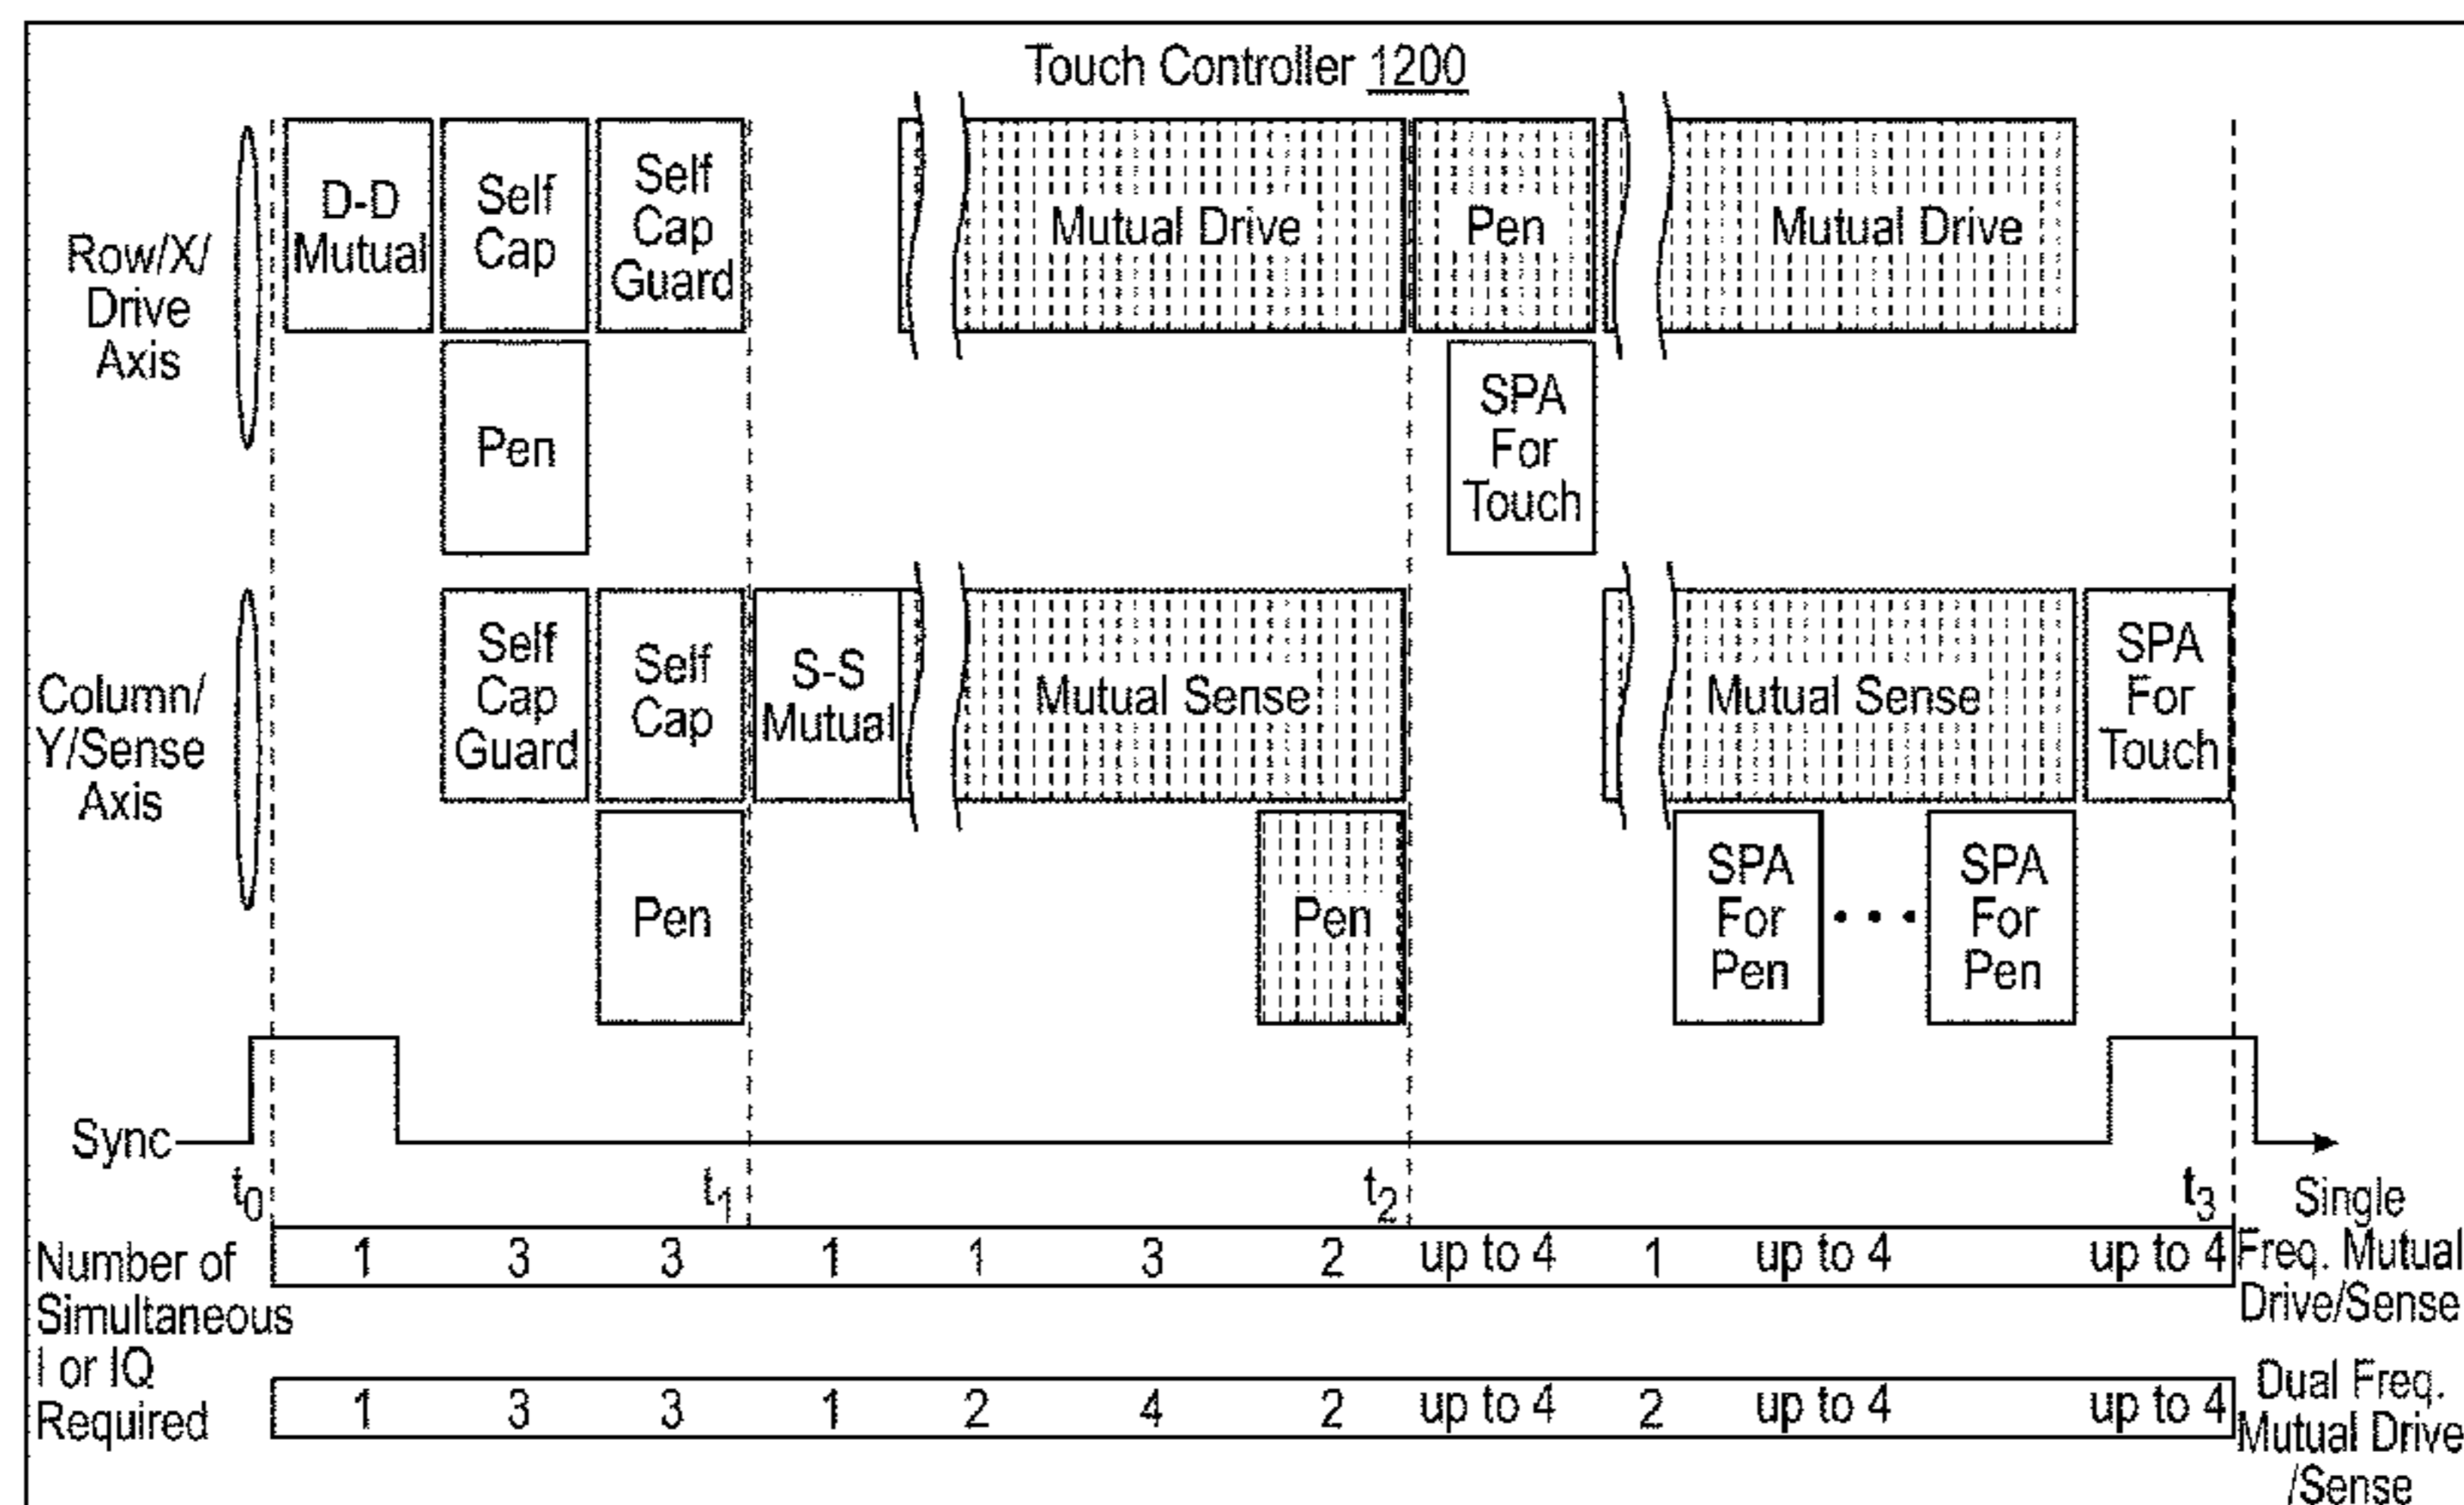 Touch Controller 1200
Row/X/
Drive
Axis
D-D
Mutual
Self
Cap
Self
Cap
Guard
Mutual Drive
Pen
Mutual Drive
Pen
SPA
For
Touch
Column/
Y/Sense
Axis
Self
Cap
Guard
Self
Cap
S-S
Mutual
Mutual Sense
Mutual Sense
SPA
For
Touch
Pen
Pen
SPA
For
Pen
• • •
SPA
For
Pen
Sync
t0
t1
t2
t3
Number of
Simultaneous
I or IQ
Required
1 3 3 1 1 3 2 up to 4 1 up to 4 up to 4
Single
Freq. Mutual
Drive/Sense
1 3 3 1 2 4 2 up to 4 2 up to 4 up to 4
Dual Freq.
Mutual Drive
/Sense